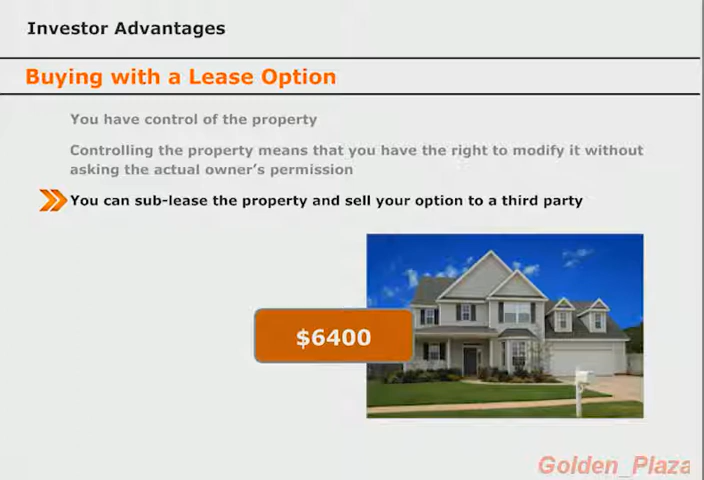 Investor Advantages
Buying with a Lease Option
You have control of the property
Controlling the property means that you have the right to modify it without
asking the actual owner's permission
You can sub-lease the property and sell your option to a third party
$6400
Golden_Plaza